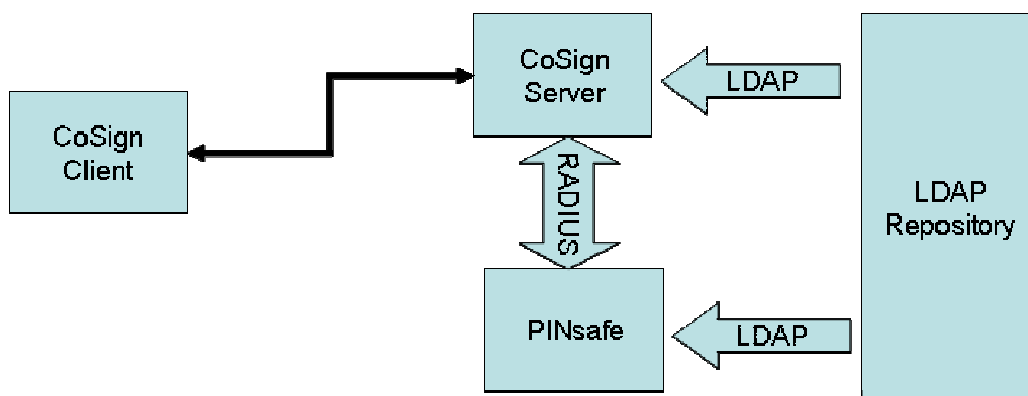 CoSign
Client
CoSign
Server
LDAP
RADIUS
PINsafe
LDAP
LDAP
Repository